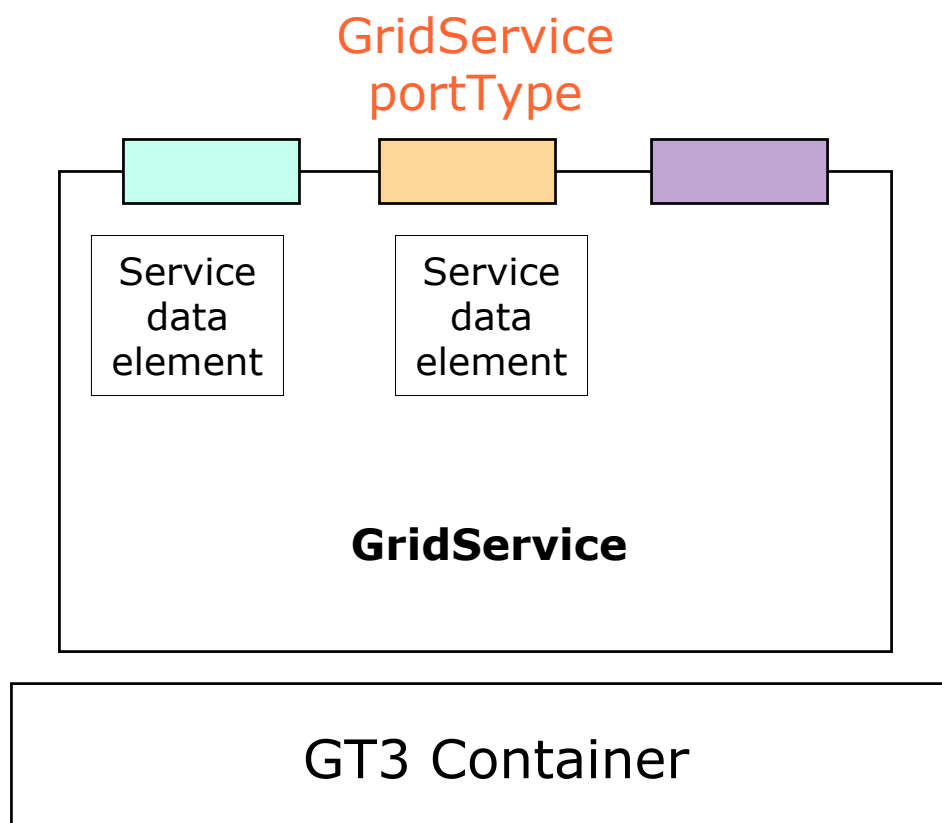 GridService
portType
Service
data
element
Service
data
element
GridService
GT3 Container